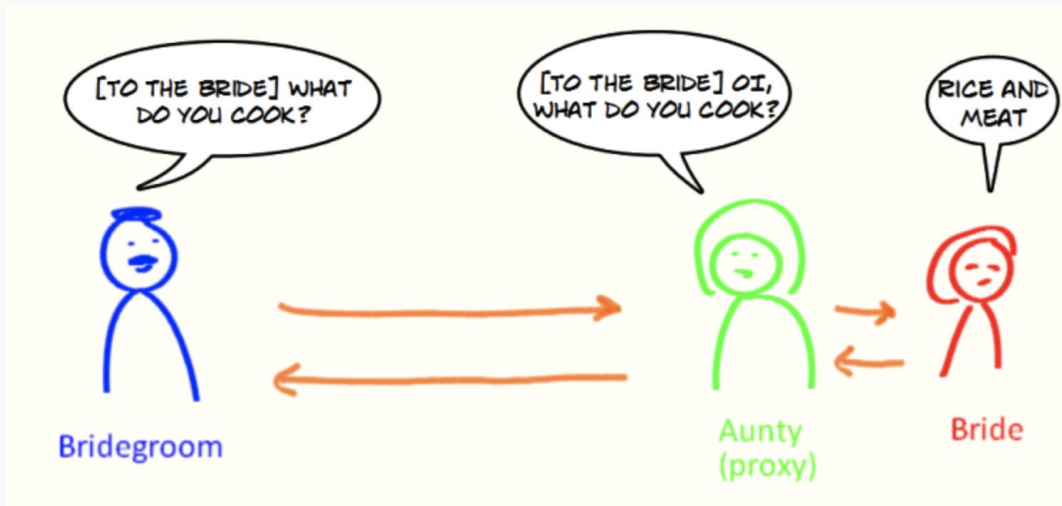 [TO THE BRIDE] WHAT
DO YOU COOK?
[TO THE BRIDE] OI,
WHAT DO YOU COOK?
RICE AND
MEAT
Bridegroom
Aunty
(proxy)
Bride